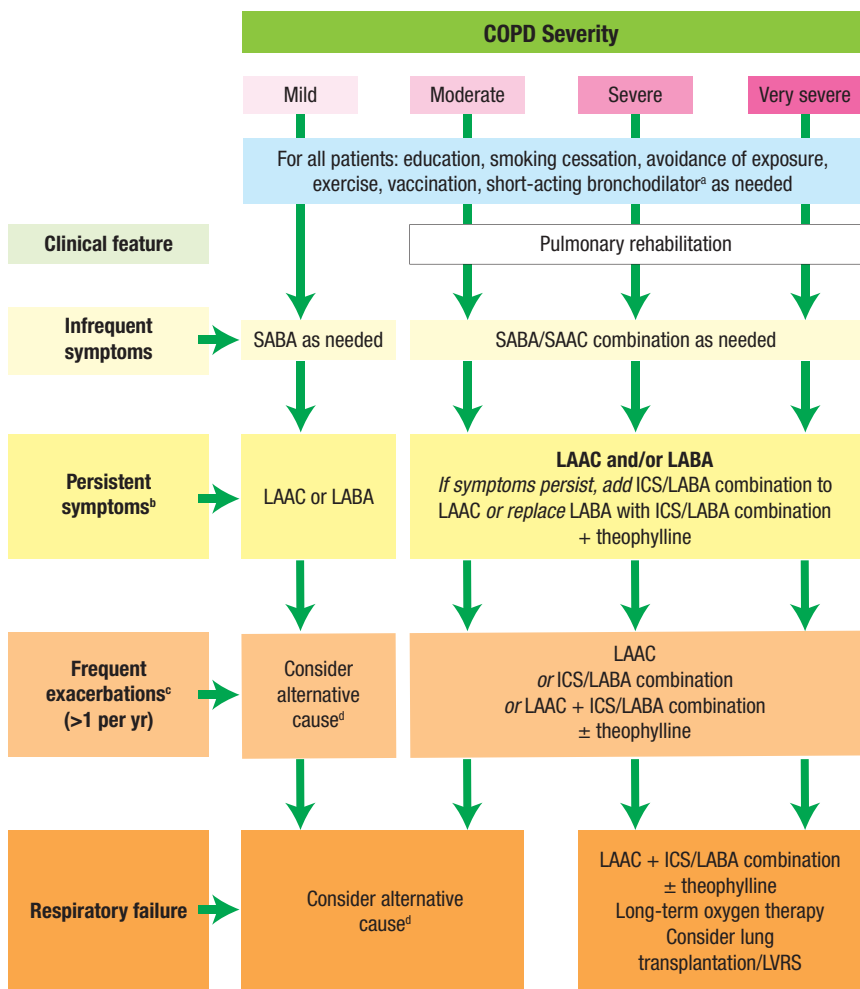 COPD Severity
Mild
Moderate
Severe
Very severe
For all patients: education, smoking cessation, avoidance of exposure,
exercise, vaccination, short-acting bronchodilatorᵃ as needed
Clinical feature
Pulmonary rehabilitation
Infrequent
symptoms
SABA as needed
SABA/SAAC combination as needed
Persistent
symptomsᵇ
LAAC or LABA
LAAC and/or LABA
If symptoms persist, add ICS/LABA combination to
LAAC or replace LABA with ICS/LABA combination
+ theophylline
Frequent
exacerbationsᶜ
(>1 per yr)
Consider
alternative
causeᵈ
LAAC
or ICS/LABA combination
or LAAC + ICS/LABA combination
± theophylline
Respiratory failure
Consider alternative
causeᵈ
LAAC + ICS/LABA combination
± theophylline
Long-term oxygen therapy
Consider lung
transplantation/LVRS